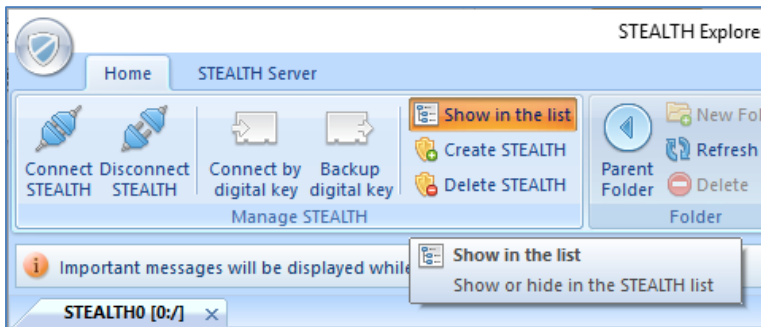 STEALTH Explore
Home
STEALTH Server
Connect STEALTH
Disconnect STEALTH
Connect by digital key
Backup digital key
Show in the list
Create STEALTH
Delete STEALTH
Manage STEALTH
Parent Folder
New Fol
Refresh
Delete
Folder
Important messages will be displayed while
Show in the list
Show or hide in the STEALTH list
STEALTH0 [0:/]